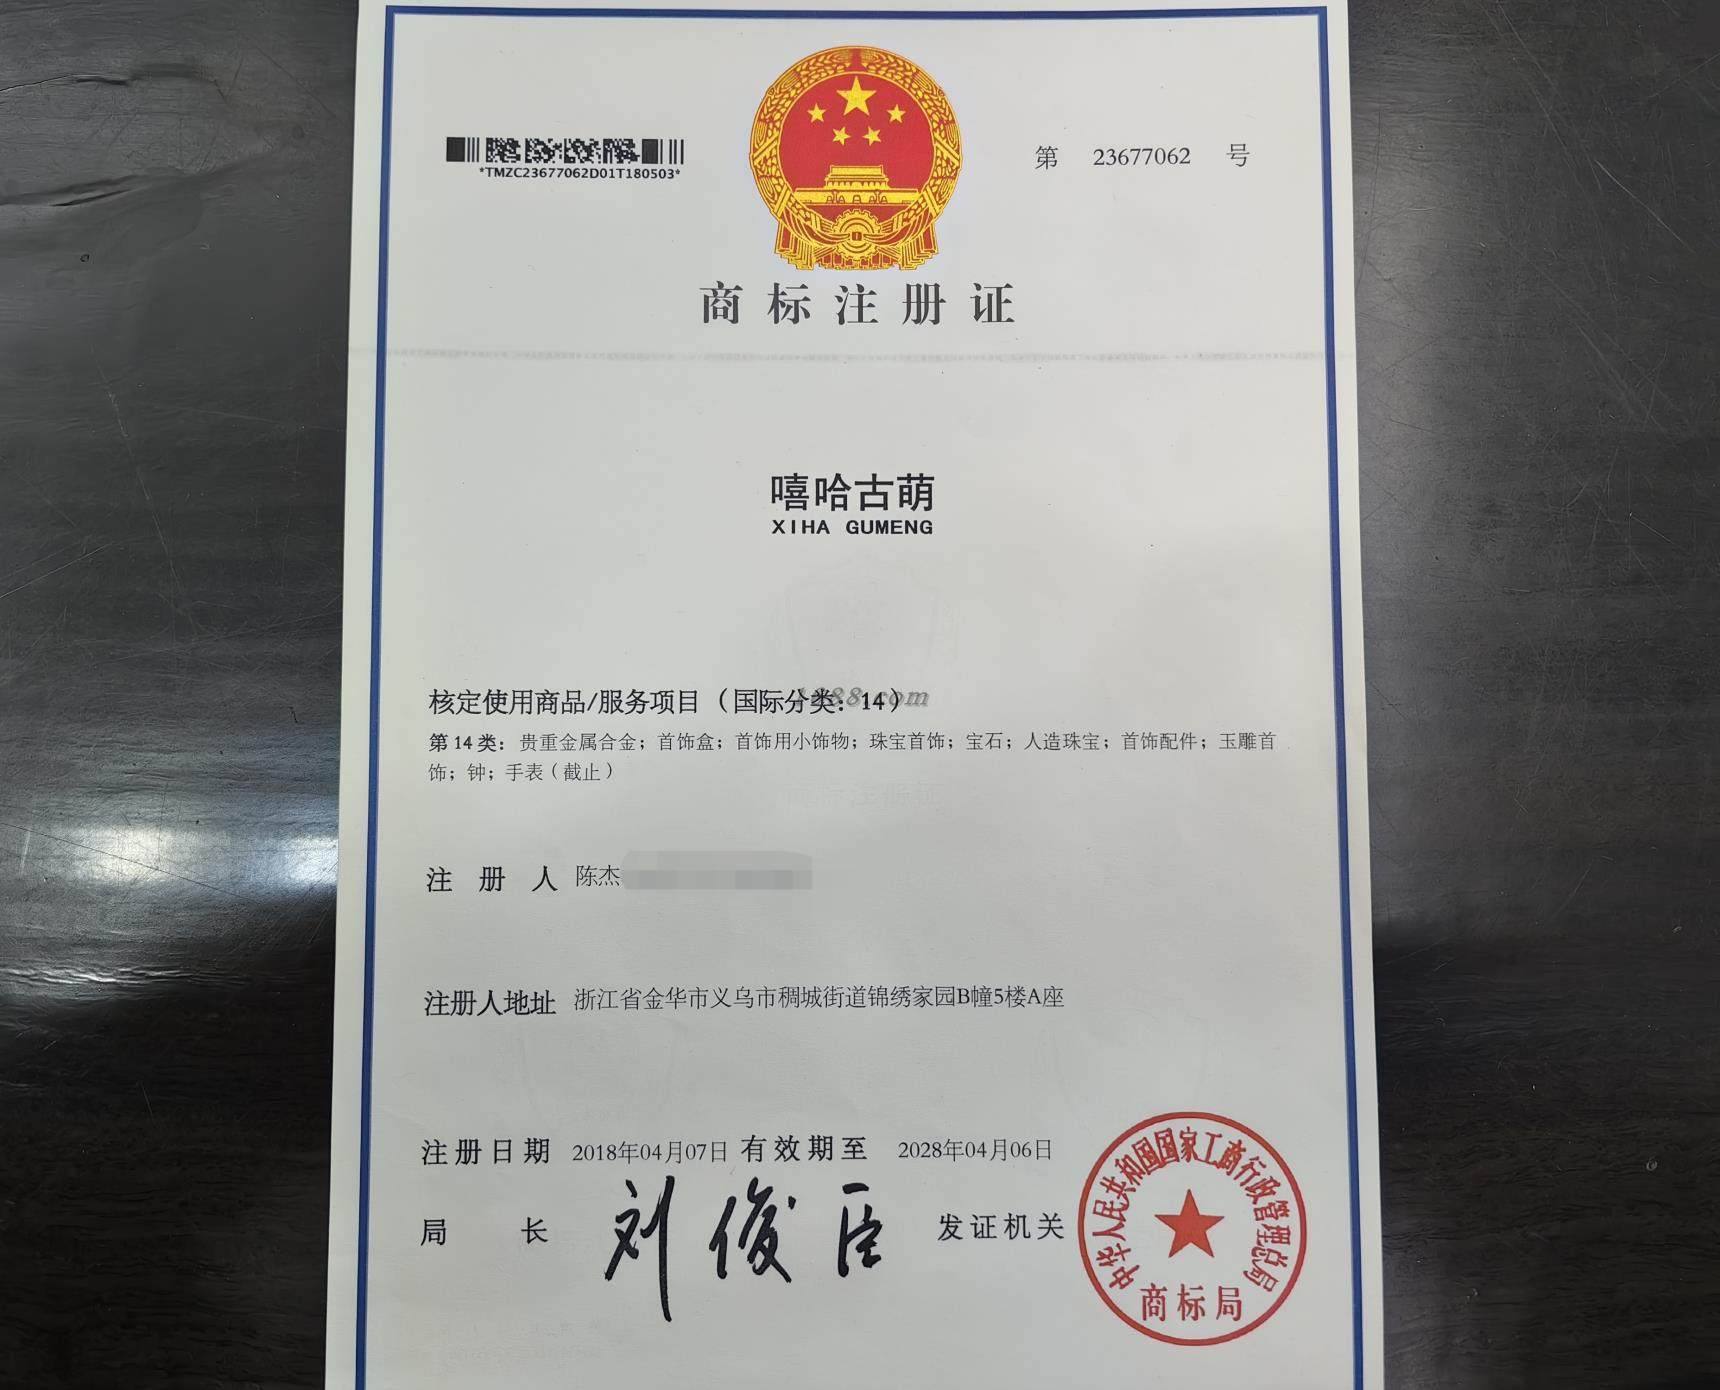 *TMZC23677062D01T180503*
第 23677062 号
商标注册证
嘻哈古萌
XIHA GUMENG
核定使用商品/服务项目（国际分类：14）
1688.com
第14类：贵重金属合金；首饰盒；首饰用小饰物；珠宝首饰；宝石；人造珠宝；首饰配件；玉雕首
饰；钟；手表（截止）
注册人 陈杰
注册人地址 浙江省金华市义乌市稠城街道锦绣家园B幢5楼A座
注册日期 2018年04月07日 有效期至 2028年04月06日
局长 刘俊臣 发证机关
中华人民共和国国家工商行政管理总局
商标局